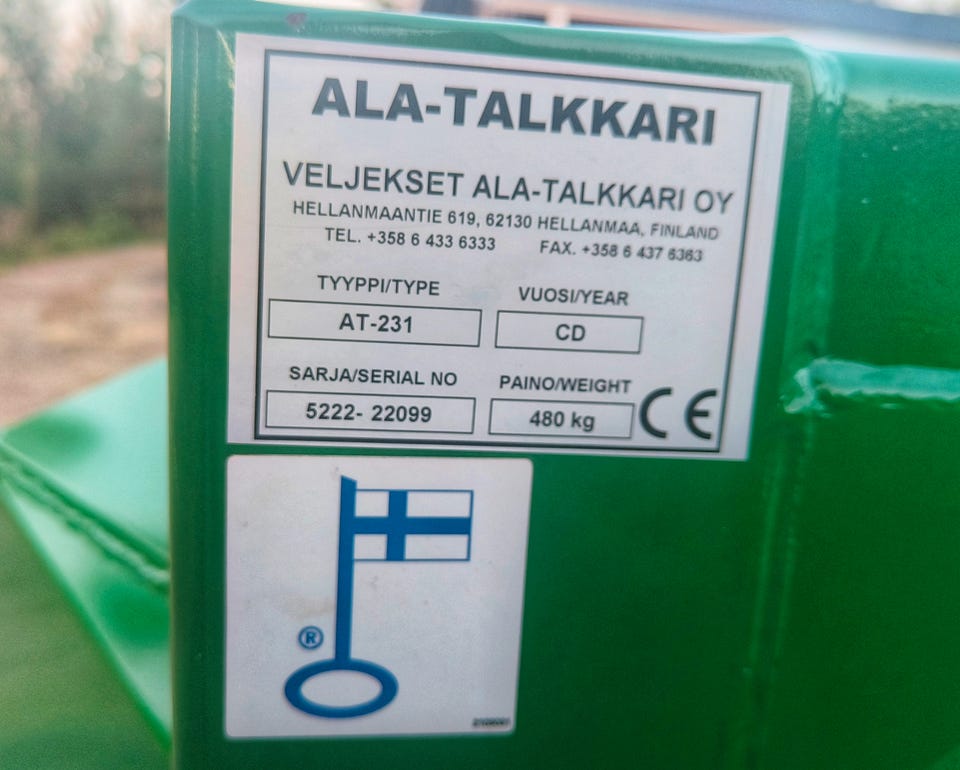 ALA-TALKKARI
VELJEKSET ALA-TALKKARI OY
HELLANMAANTIE 619, 62130 HELLANMAA, FINLAND
TEL. +358 6 433 6333 FAX. +358 6 437 6363
TYYPPI/TYPE VUOSI/YEAR
AT-231 CD
SARJA/SERIAL NO PAINO/WEIGHT
5222- 22099 480 kg CE
®